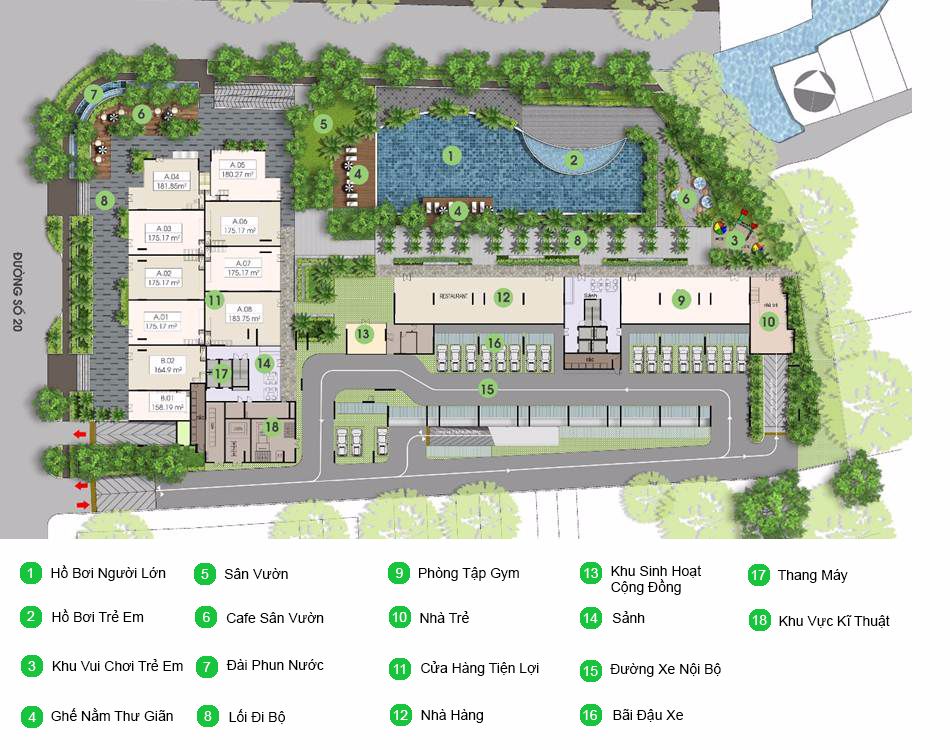 7
6
5
1
2
4
4
6
3
8
8
A.05
180.27 m²
A.04
181.85m²
A.06
175.17 m²
A.03
175.17 m²
A.07
175.17 m²
A.02
175.17 m²
11
A.08
183.75 m²
A.01
175.17 m²
B.02
164.9 m²
B.01
158.19 m²
ĐƯỜNG SỐ 20
RESTAURANT
12
Sảnh
9
10
13
16
14
17
15
18
1 Hồ Bơi Người Lớn
2 Hồ Bơi Trẻ Em
3 Khu Vui Chơi Trẻ Em
4 Ghế Nằm Thư Giãn
5 Sân Vườn
6 Cafe Sân Vườn
7 Đài Phun Nước
8 Lối Đi Bộ
9 Phòng Tập Gym
10 Nhà Trẻ
11 Cửa Hàng Tiện Lợi
12 Nhà Hàng
13 Khu Sinh Hoạt
Cộng Đồng
14 Sảnh
15 Đường Xe Nội Bộ
16 Bãi Đậu Xe
17 Thang Máy
18 Khu Vực Kĩ Thuật